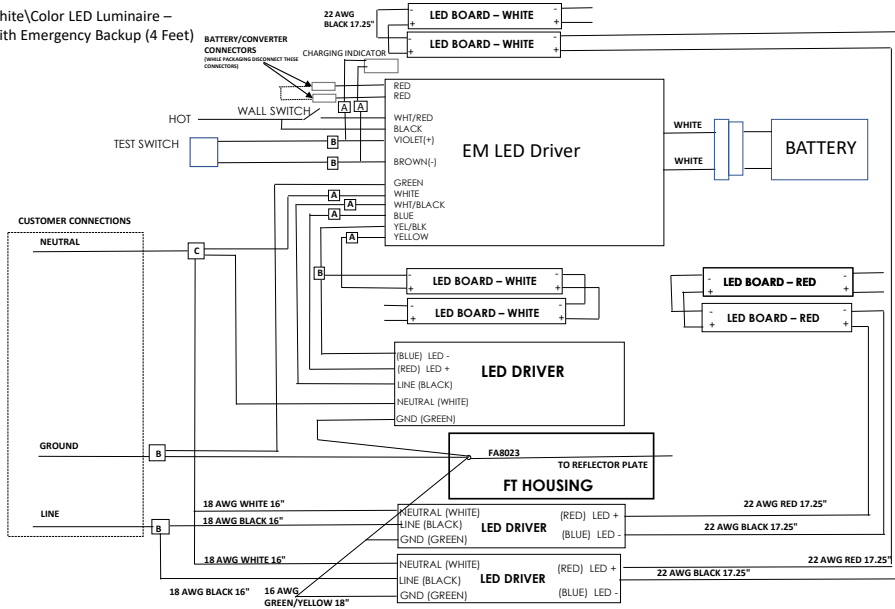 hite\Color LED Luminaire –
ith Emergency Backup (4 Feet)
22 AWG
BLACK 17.25"
- LED BOARD – WHITE -
+ +
- LED BOARD – WHITE -
+ +
BATTERY/CONVERTER
CONNECTORS
(WHILE PACKAGING DISCONNECT THESE
CONNECTORS)
CHARGING INDICATOR
RED
RED
A A
WALL SWITCH
HOT
WHT/RED
BLACK
TEST SWITCH
B
VIOLET(+)
B
BROWN(-)
EM LED Driver
WHITE
WHITE
BATTERY
GREEN
A
WHITE
A
WHT/BLACK
A
BLUE
YEL/BLK
A
YELLOW
CUSTOMER CONNECTIONS
NEUTRAL
C
B
- LED BOARD – WHITE -
+ +
- LED BOARD – WHITE -
+ +
- LED BOARD – RED -
+ +
- LED BOARD – RED -
+ +
(BLUE) LED -
(RED) LED +
LINE (BLACK)
NEUTRAL (WHITE)
GND (GREEN)
LED DRIVER
GROUND
B
FA8023
TO REFLECTOR PLATE
FT HOUSING
LINE
B
18 AWG WHITE 16"
18 AWG BLACK 16"
NEUTRAL (WHITE)
LINE (BLACK)
GND (GREEN)
LED DRIVER
(RED) LED +
(BLUE) LED -
22 AWG RED 17.25"
22 AWG BLACK 17.25"
18 AWG WHITE 16"
18 AWG BLACK 16"
16 AWG
GREEN/YELLOW 18"
NEUTRAL (WHITE)
LINE (BLACK)
GND (GREEN)
LED DRIVER
(RED) LED +
(BLUE) LED -
22 AWG RED 17.25"
22 AWG BLACK 17.25"